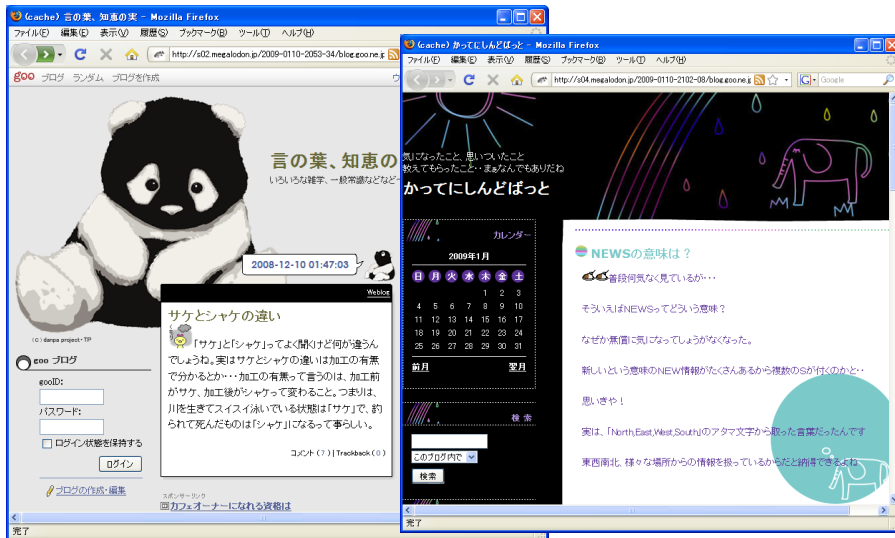 (cache) 言の葉、知恵の実 - Mozilla Firefox
ファイル(F) 編集(E) 表示(V) 履歴(S) ブックマーク(B) ツール(T) ヘルプ(H)
http://s02.megalodon.jp/2009-0110-2053-34/blog.goo.ne.j
goo ブログ ランダム ブログを作成
言の葉、知恵の
いろいろな雑学、一般常識などなど
2008-12-10 01:47:03
Weblog
サケとシャケの違い
「サケ」と「シャケ」ってよく聞くけど何が違うん
でしょうね。実はサケとシャケの違いは加工の有無
で分かるとか・・・加工の有無って言うのは、加工前
がサケ、加工後がシャケって変わること。つまりは、
川を生きてスイスイ泳いでいる状態は「サケ」で、釣
られて死んだものは「シャケ」になるって事らしい。
コメント(7) | Trackback(0)
(C) danpa project・TIP
goo ブログ
gooID:
パスワード:
ログイン状態を保持する
ログイン
ブログの作成・編集
スポンサーリンク
カフェオーナーになれる資格は
完了
(cache) かってにしんどばっと - Mozilla Firefox
ファイル(F) 編集(E) 表示(V) 履歴(S) ブックマーク(B) ツール(T) ヘルプ(H)
http://s04.megalodon.jp/2009-0110-2102-08/blog.goo.ne.j
Google
気になったこと、思いついたこと
教えてもらったこと・・まぁなんでもありだね
かってにしんどばっと
カレンダー
2009年1月
日 月 火 水 木 金 土
1 2 3
4 5 6 7 8 9 10
11 12 13 14 15 16 17
18 19 20 21 22 23 24
25 26 27 28 29 30 31
前月 翌月
検索
このブログ内で
検索
NEWSの意味は？
普段何気なく見ているが・・・
そういえばNEWSってどういう意味？
なぜか無償に気になってしょうがなくなった。
新しいという意味のNEW情報がたくさんあるから複数のSが付くのかと・・
思いきや！
実は、「North,East,West,South」のアタマ文字から取った言葉だったんです
東西南北、様々な場所からの情報を扱っているからだと納得できるよね
完了